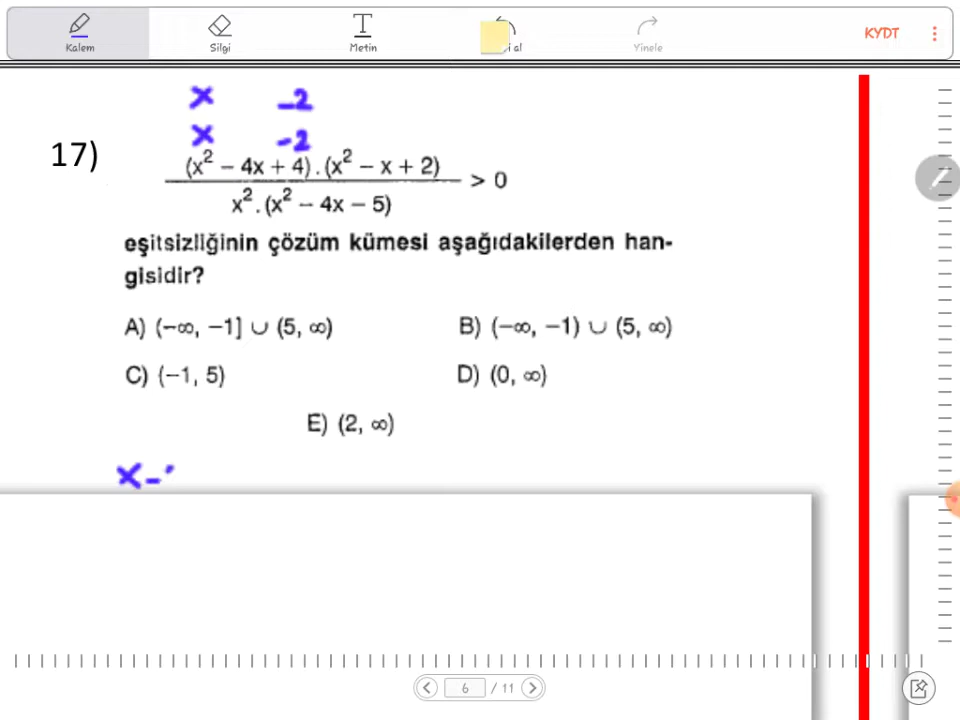 Kalem Silgi Metin al Yinele KYDT
x -2
x -2
17)
(x² – 4x + 4) . (x² – x + 2)
> 0
x² . (x² – 4x – 5)
eşitsizliğinin çözüm kümesi aşağıdakilerden han-
gisidir?
A) (–∞, –1] ∪ (5, ∞) B) (–∞, –1) ∪ (5, ∞)
C) (–1, 5) D) (0, ∞)
E) (2, ∞)
x-
6 / 11